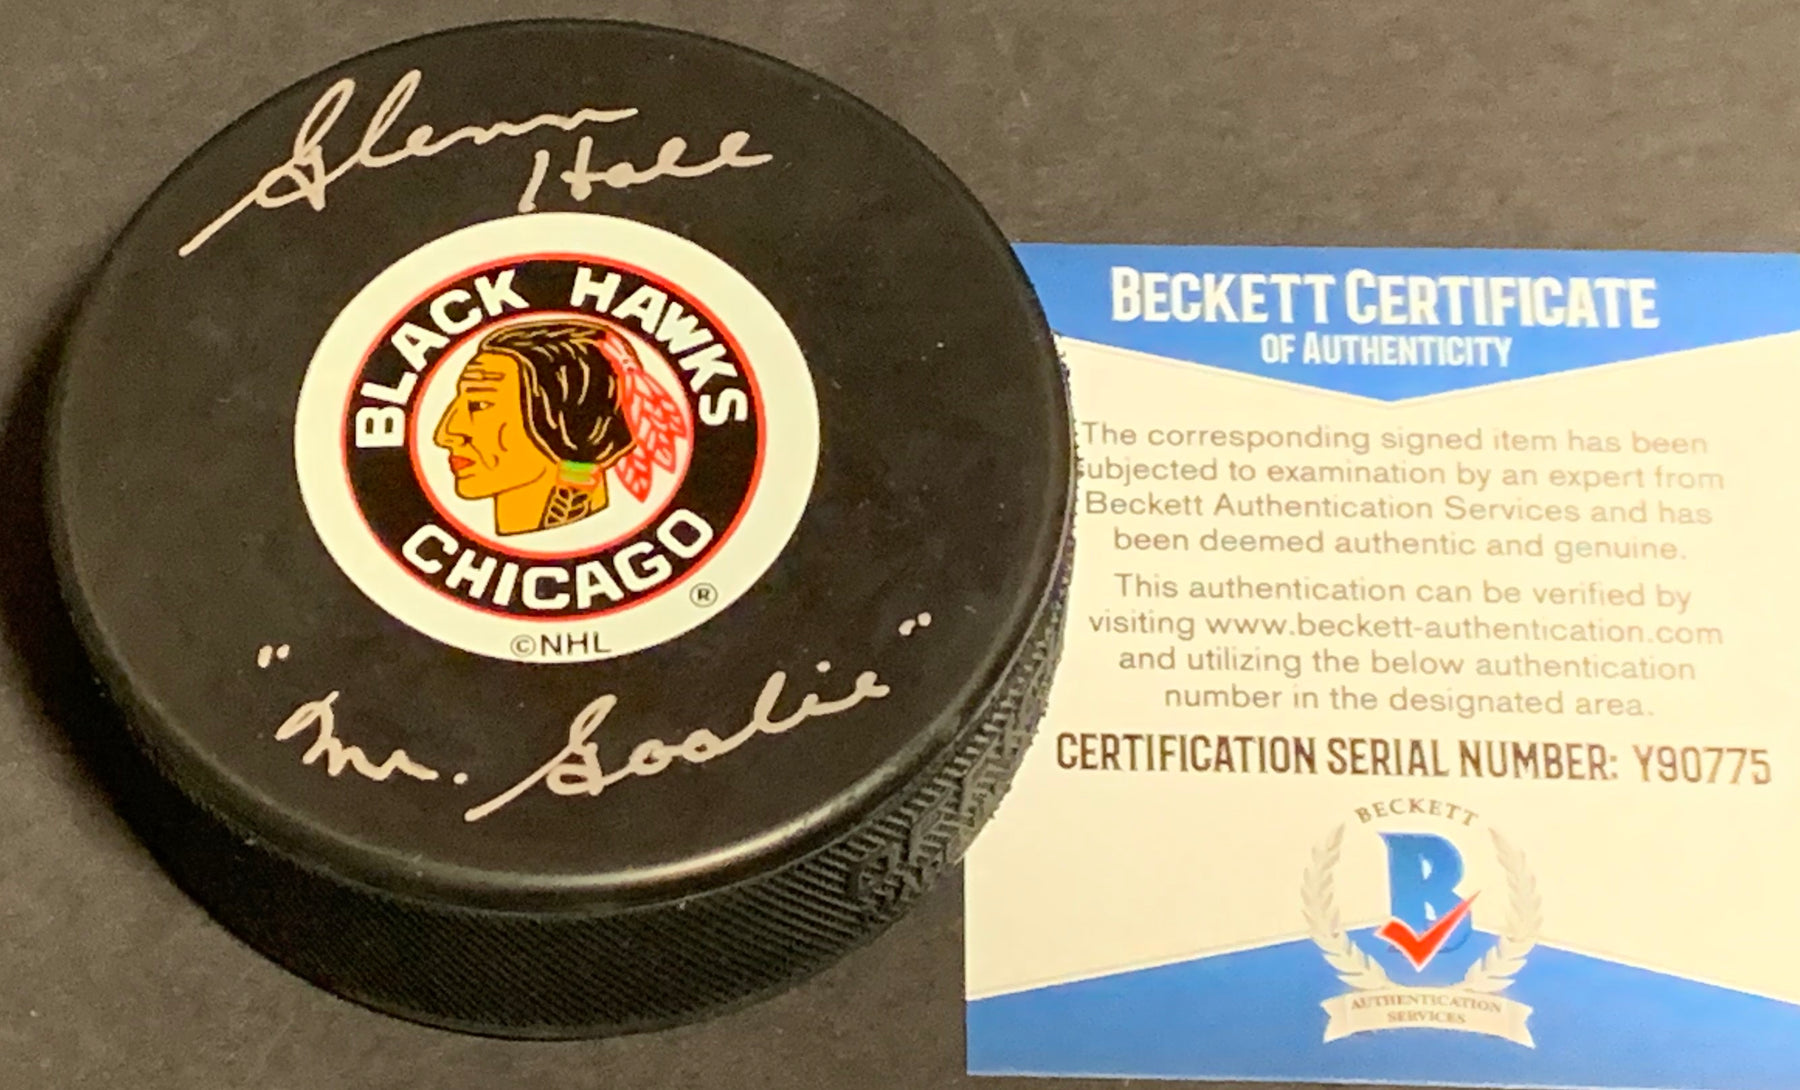 Glenn
Hall
BLACK HAWKS
CHICAGO
®
©NHL
"Mr. Goalie"
BECKETT CERTIFICATE
OF AUTHENTICITY
The corresponding signed item has been
ubjected to examination by an expert from
Beckett Authentication Services and has
been deemed authentic and genuine.
This authentication can be verified by
visiting www.beckett-authentication.com
and utilizing the below authentication
number in the designated area.
CERTIFICATION SERIAL NUMBER: Y90775
BECKETT
B
AUTHENTICATION
SERVICES